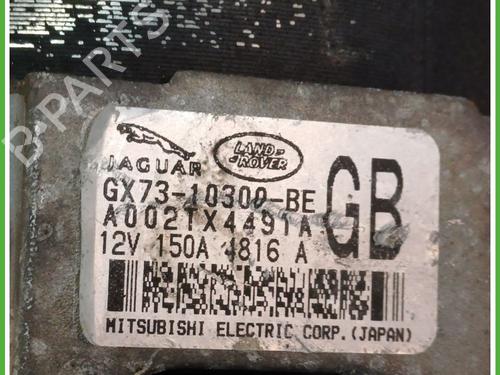 B-PARTS
JAGUAR
LAND-
ROVER
GX73-10300-BE
GB
A002TX4491A
12V 150A 4816 A
MITSUBISHI ELECTRIC CORP.(JAPAN)